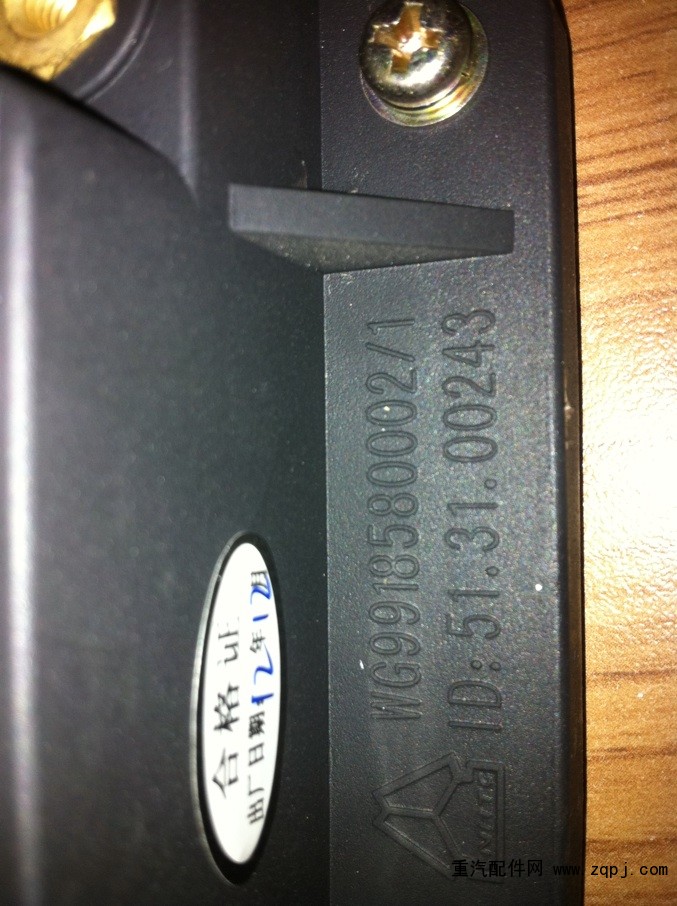 WG9918580002/1
ID:51.31.00243
合格证
出厂日期12年12月
重汽配件网 www.zqpj.com